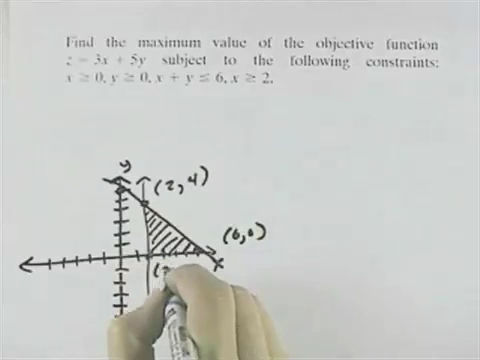 Find the maximum value of the objective function
z = 3x + 5y subject to the following constraints:
x ≥ 0, y ≥ 0, x + y ≤ 6, x ≥ 2.
y
(2,4)
(6,0)
x
(2